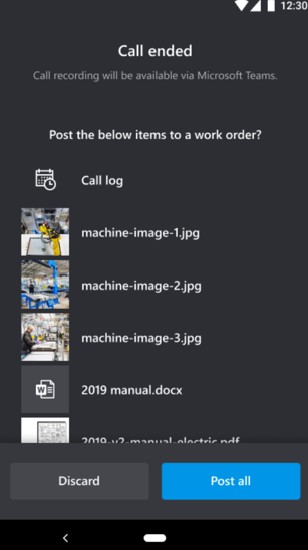 12:30
Call ended
Call recording will be available via Microsoft Teams.
Post the below items to a work order?
Call log
machine-image-1.jpg
machine-image-2.jpg
machine-image-3.jpg
2019 manual.docx
2019-v2-manual-electric.pdf
Discard
Post all